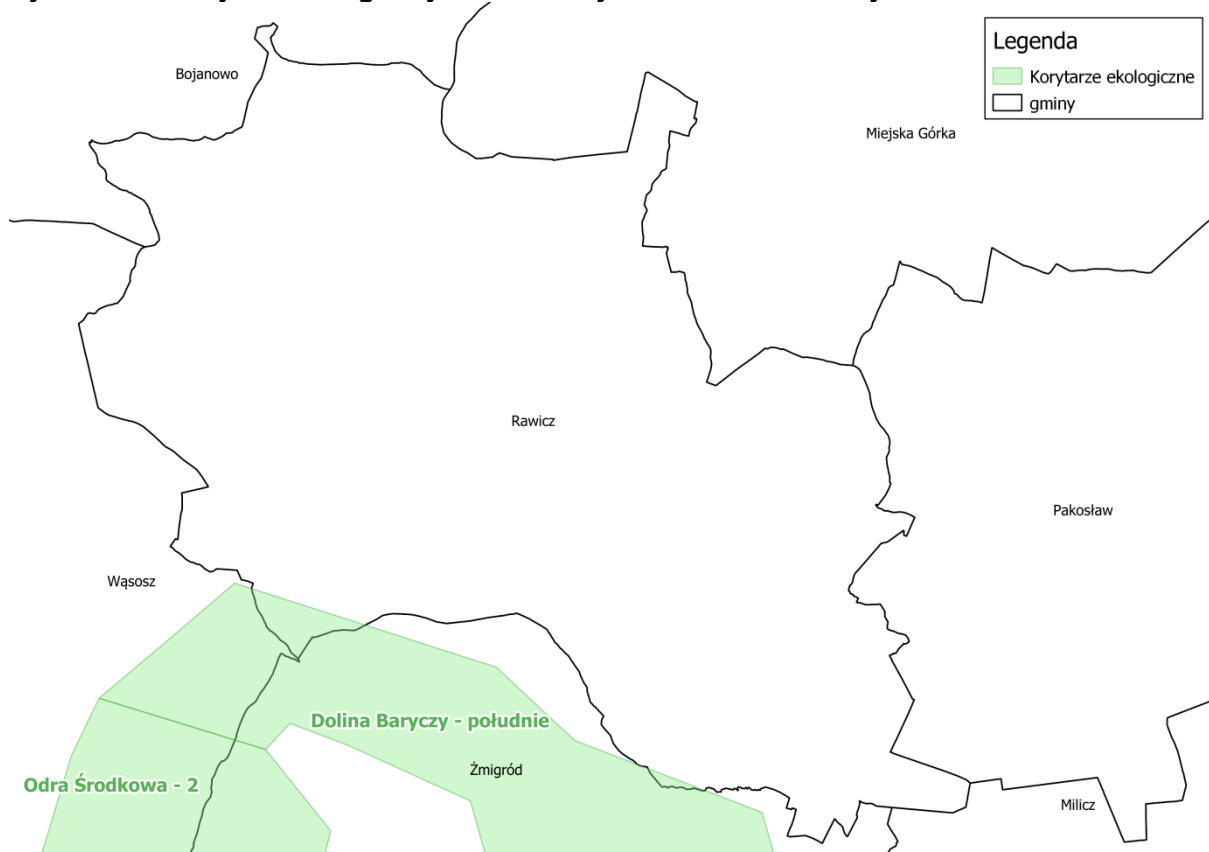 Legenda
Korytarze ekologiczne
gminy
Bojanowo
Miejska Górka
Rawicz
Pakosław
Wąsosz
Dolina Baryczy - południe
Żmigród
Odra Środkowa - 2
Milicz